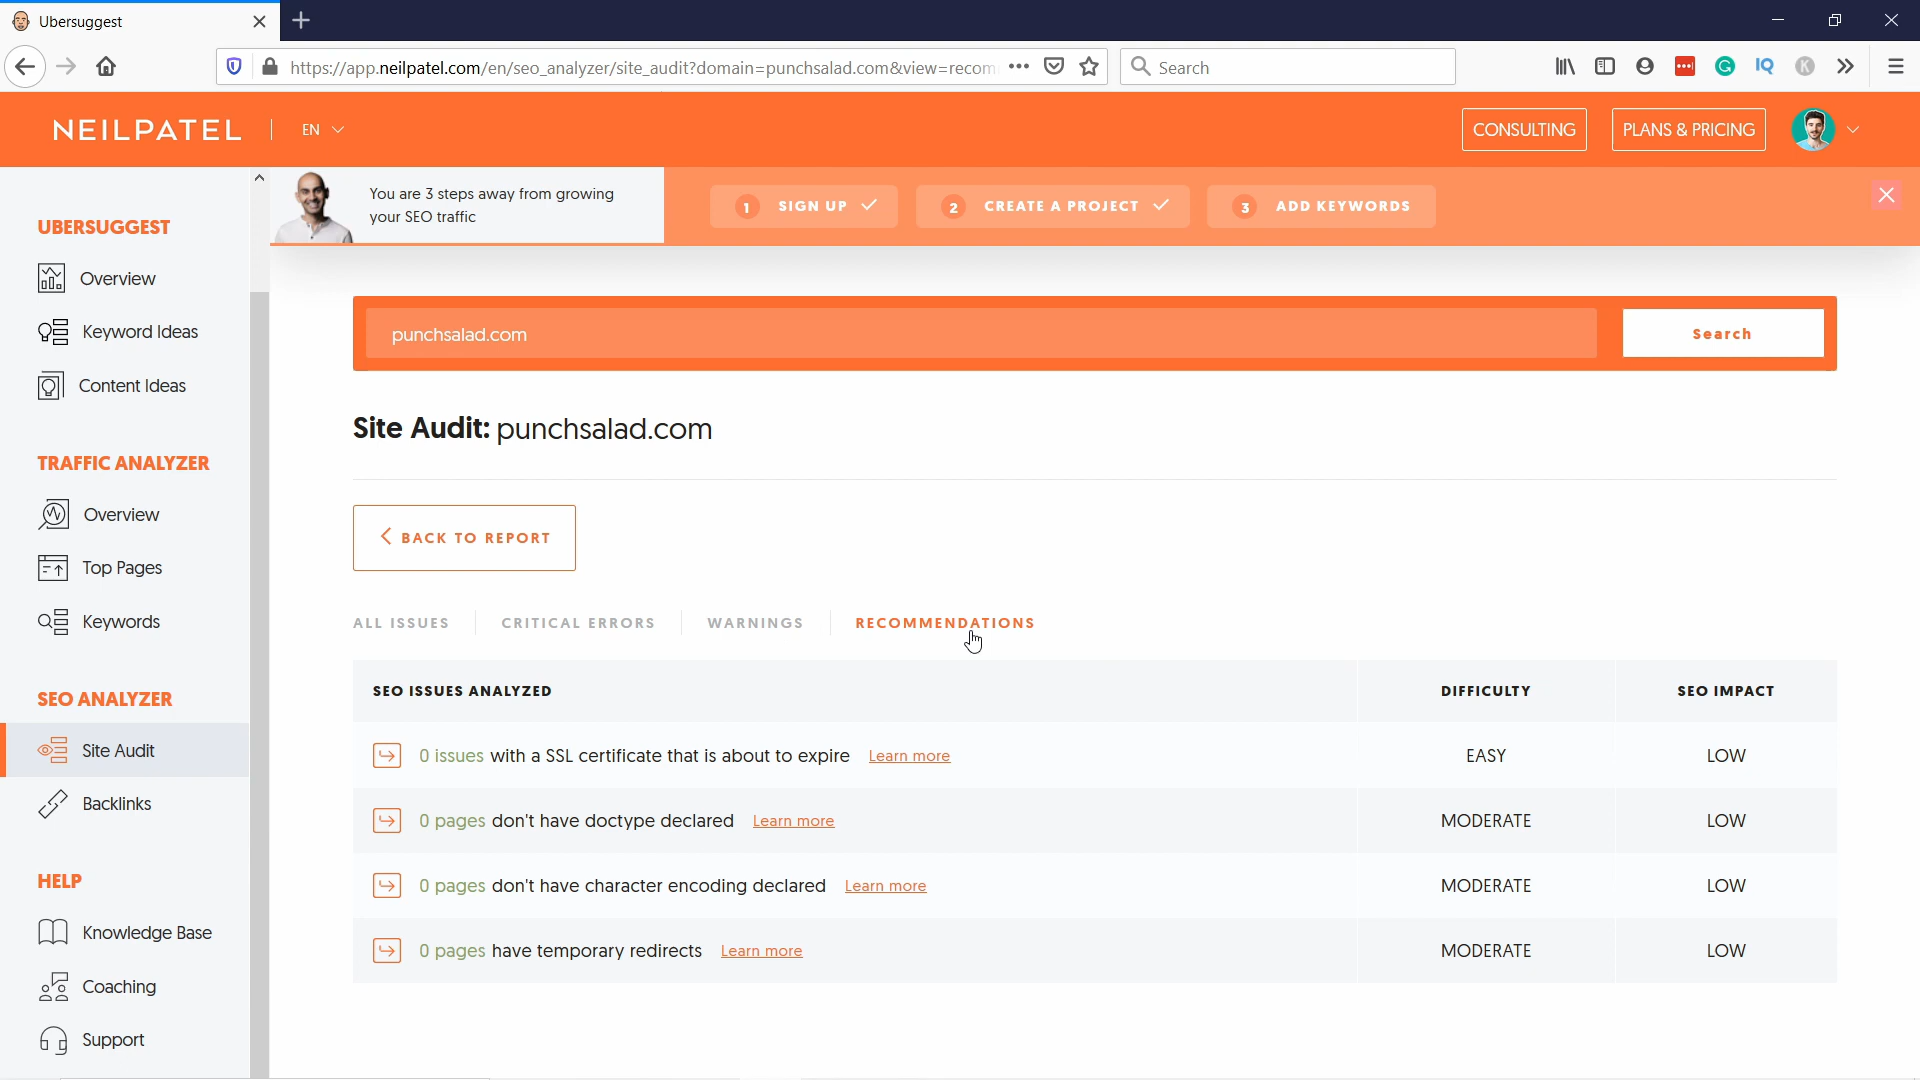 Ubersuggest
https://app.neilpatel.com/en/seo_analyzer/site_audit?domain=punchsalad.com&view=recom
Search
NEILPATEL
EN
CONSULTING
PLANS & PRICING
You are 3 steps away from growing
your SEO traffic
1 SIGN UP
2 CREATE A PROJECT
3 ADD KEYWORDS
UBERSUGGEST
Overview
Keyword Ideas
Content Ideas
TRAFFIC ANALYZER
Overview
Top Pages
Keywords
SEO ANALYZER
Site Audit
Backlinks
HELP
Knowledge Base
Coaching
Support
punchsalad.com
Search
Site Audit: punchsalad.com
BACK TO REPORT
ALL ISSUES
CRITICAL ERRORS
WARNINGS
RECOMMENDATIONS
SEO ISSUES ANALYZED DIFFICULTY SEO IMPACT
0 issues with a SSL certificate that is about to expire Learn more EASY LOW
0 pages don't have doctype declared Learn more MODERATE LOW
0 pages don't have character encoding declared Learn more MODERATE LOW
0 pages have temporary redirects Learn more MODERATE LOW
IQ
K